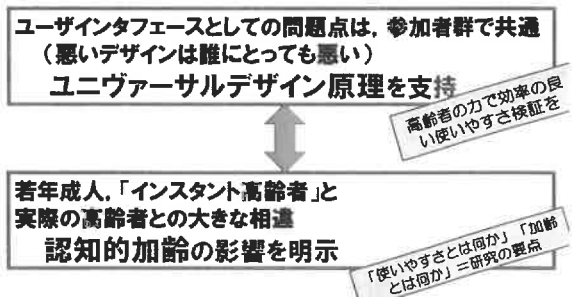 ユーザインタフェースとしての問題点は，参加者群で共通
（悪いデザインは誰にとっても悪い）
ユニヴァーサルデザイン原理を支持
高齢者の力で効率の良
い使いやすさ検証を
若年成人，「インスタント高齢者」と
実際の高齢者との大きな相違
認知的加齢の影響を明示
「使いやすさとは何か」「加齢
とは何か」＝研究の要点